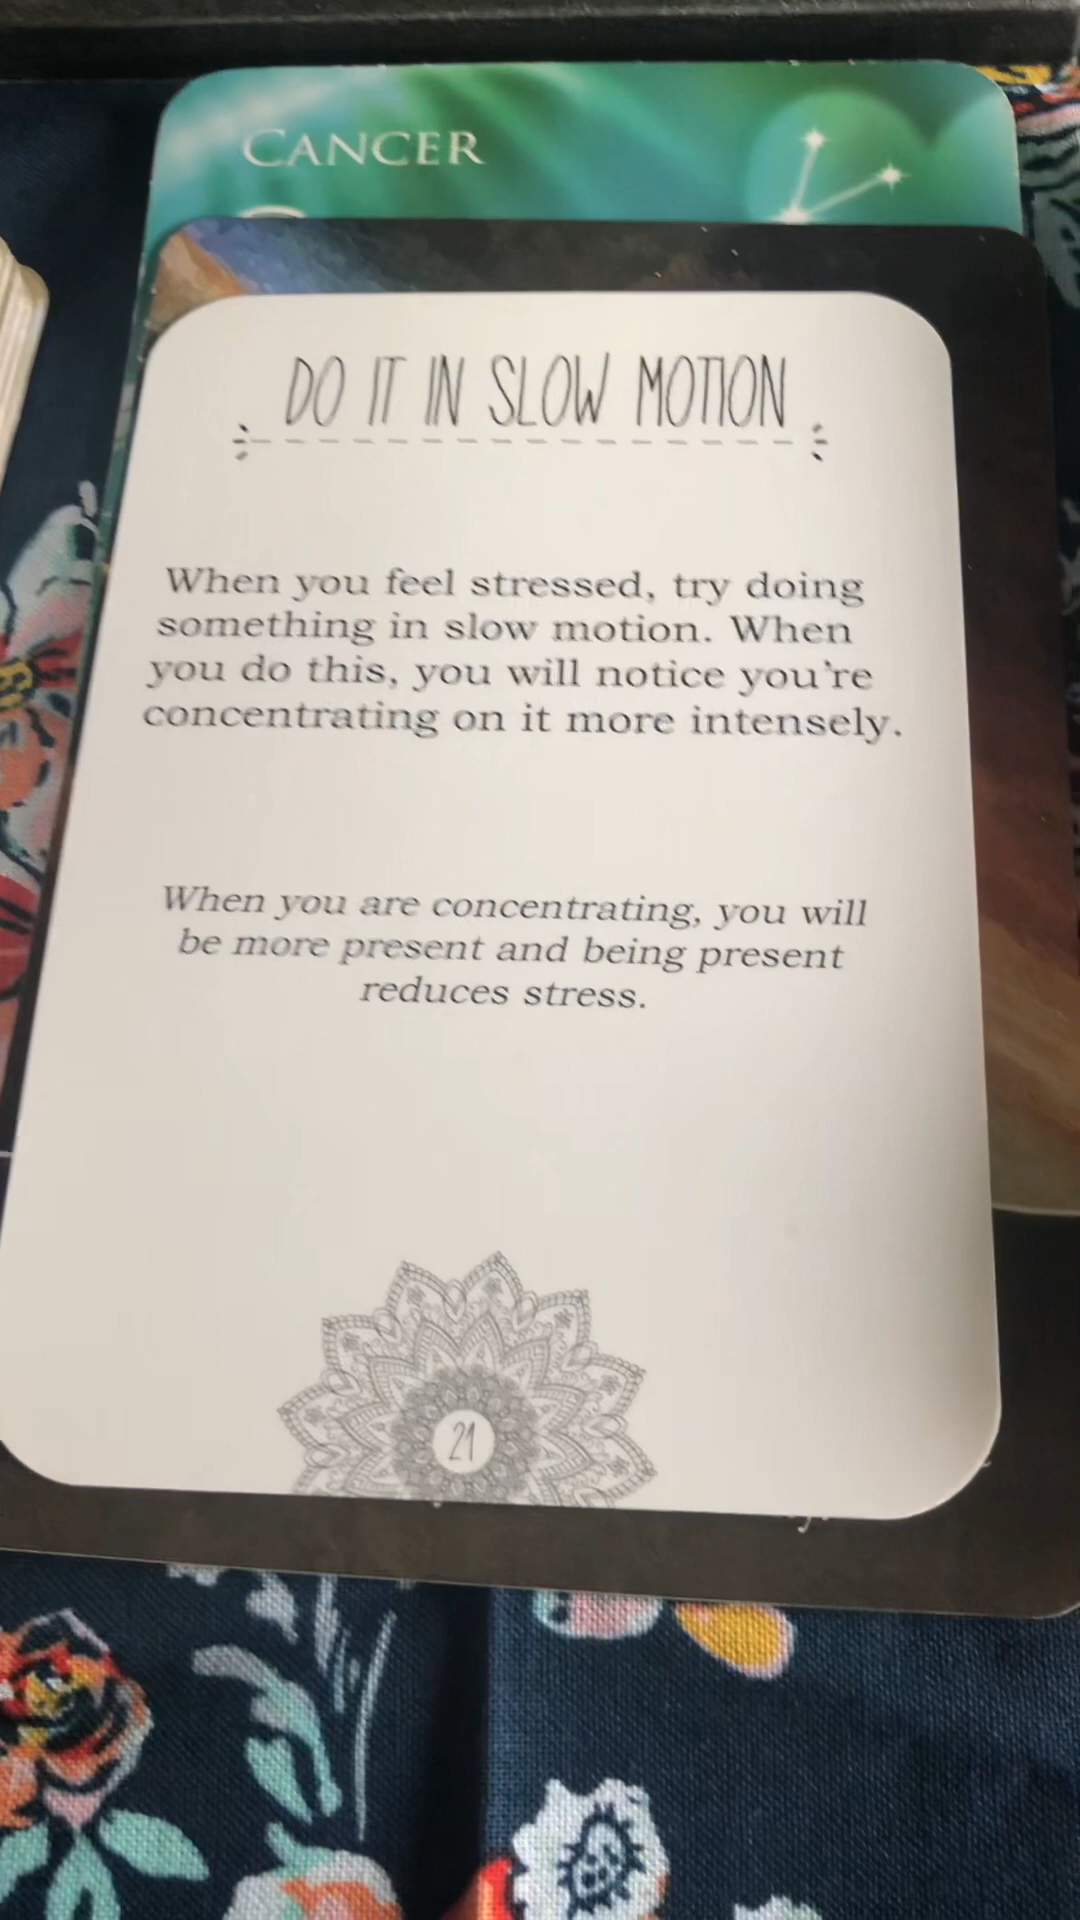 CANCER
DO IT IN SLOW MOTION
When you feel stressed, try doing
something in slow motion. When
you do this, you will notice you're
concentrating on it more intensely.
When you are concentrating, you will
be more present and being present
reduces stress.
21